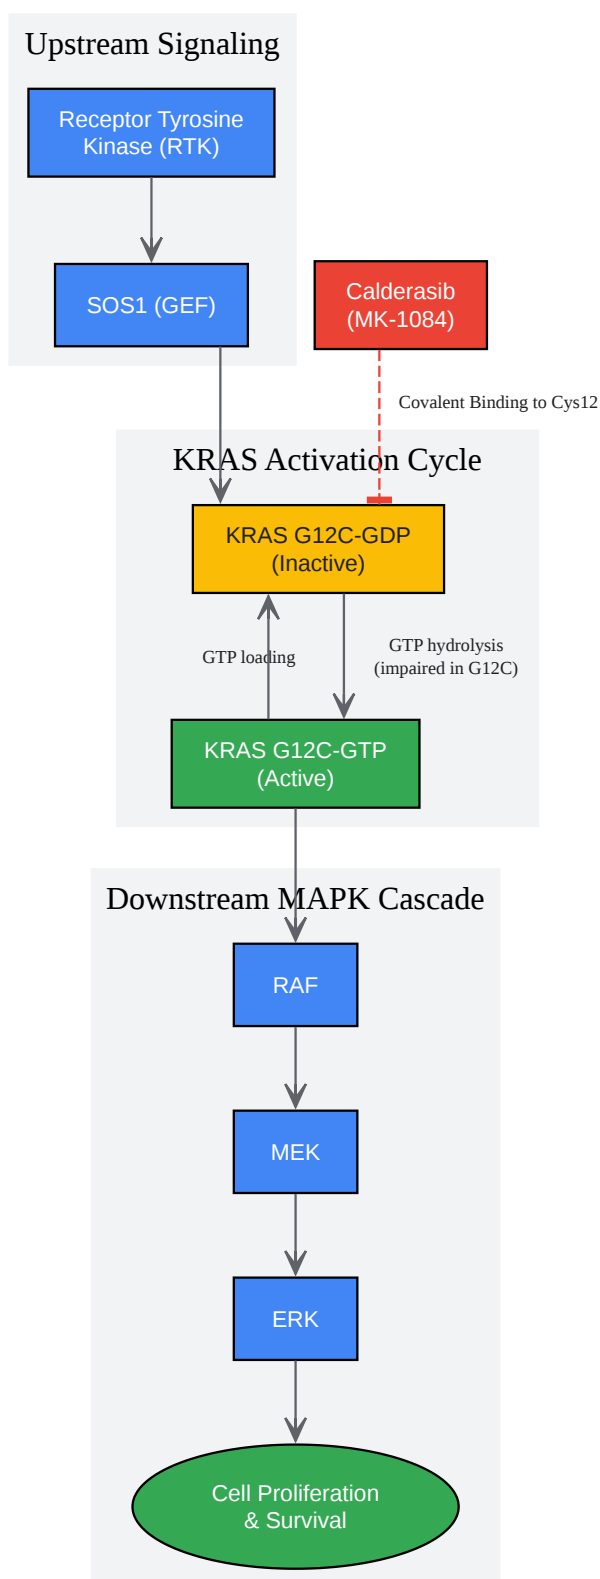 Upstream Signaling
Receptor Tyrosine
Kinase (RTK)
SOS1 (GEF)
Calderasib
(MK-1084)
Covalent Binding to Cys12
KRAS Activation Cycle
KRAS G12C-GDP
(Inactive)
GTP loading
GTP hydrolysis
(impaired in G12C)
KRAS G12C-GTP
(Active)
Downstream MAPK Cascade
RAF
MEK
ERK
Cell Proliferation
& Survival